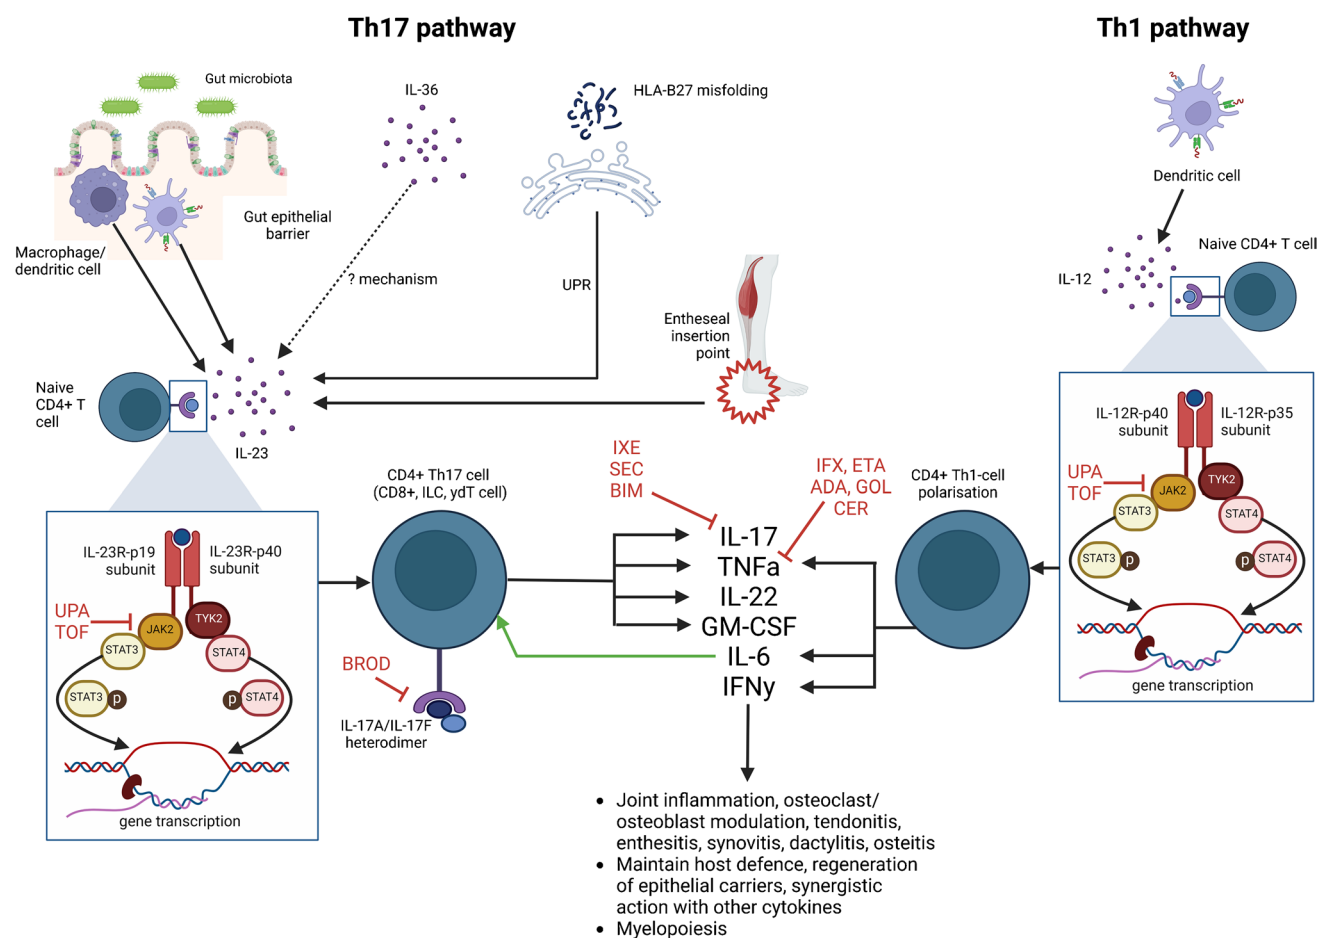 Th17 pathway
Th1 pathway
Gut microbiota
IL-36
HLA-B27 misfolding
Dendritic cell
Gut epithelial
barrier
Macrophage/
dendritic cell
? mechanism
UPR
Entheseal
insertion
point
IL-12
Naive CD4+ T cell
Naive
CD4+ T
cell
IL-23
IXE
SEC
BIM
IFX, ETA
ADA, GOL
CER
CD4+ Th17 cell
(CD8+, ILC, ydT cell)
CD4+ Th1-cell
polarisation
IL-12R-p40
subunit
IL-12R-p35
subunit
UPA
TOF
JAK2
TYK2
STAT3
STAT4
STAT3
P
P
STAT4
gene transcription
IL-23R-p19
subunit
IL-23R-p40
subunit
UPA
TOF
JAK2
TYK2
STAT3
STAT4
STAT3
P
P
STAT4
gene transcription
BROD
IL-17A/IL-17F
heterodimer
IL-17
TNFa
IL-22
GM-CSF
IL-6
IFNy
• Joint inflammation, osteoclast/
osteoblast modulation, tendonitis,
enthesitis, synovitis, dactylitis, osteitis
• Maintain host defence, regeneration
of epithelial carriers, synergistic
action with other cytokines
• Myelopoiesis